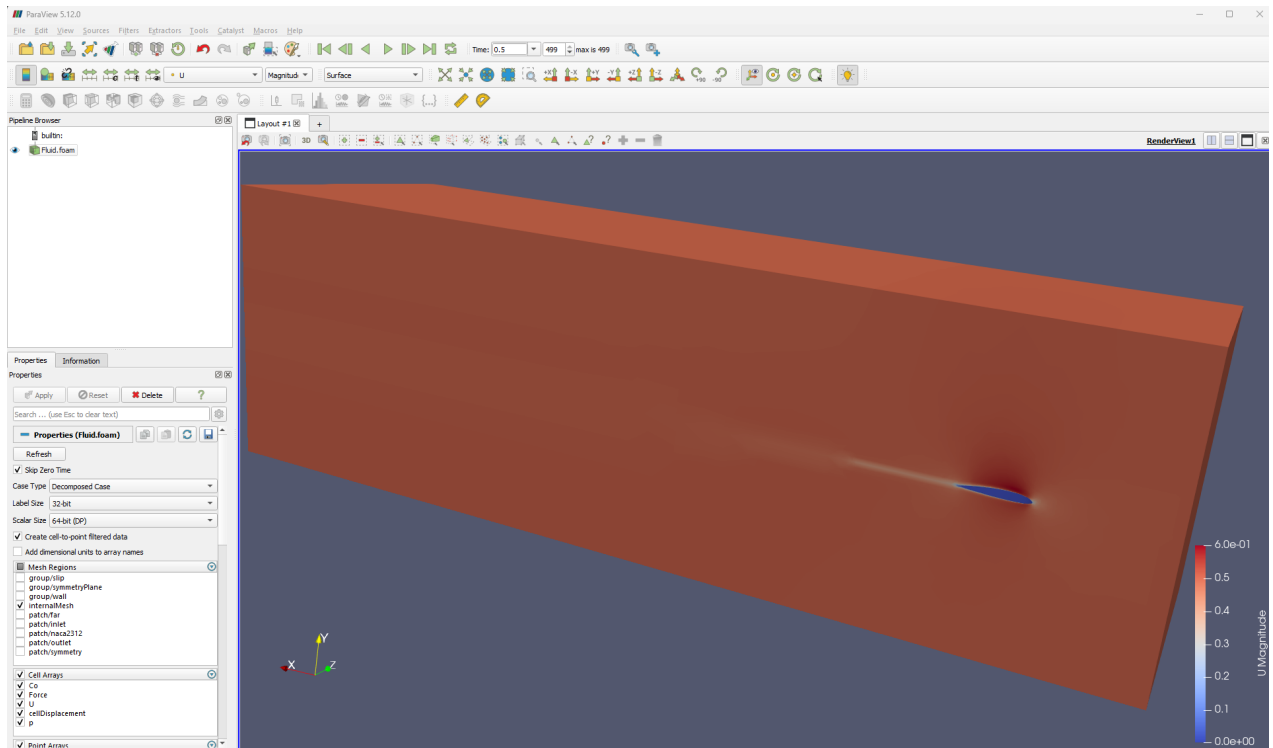 ParaView 5.12.0
File Edit View Sources Filters Extractors Tools Catalyst Macros Help
Time: 0.5 499 max is 499
U Magnitud Surface +X -X +Y -Y +Z -Z +90 -90
Pipeline Browser
builtin:
Fluid.foam
Layout #1 +
3D RenderView1
Properties Information
Properties
Apply Reset Delete ?
Search ... (use Esc to clear text)
Properties (Fluid.foam)
Refresh
Skip Zero Time
Case Type Decomposed Case
Label Size 32-bit
Scalar Size 64-bit (DP)
Create cell-to-point filtered data
Add dimensional units to array names
Mesh Regions
group/slip
group/symmetryPlane
group/wall
internalMesh
patch/far
patch/inlet
patch/naca2312
patch/outlet
patch/symmetry
Cell Arrays
Co
Force
U
cellDisplacement
p
Point Arrays
Y
X Z
6.0e-01
0.5
0.4
0.3
0.2
0.1
0.0e+00
U Magnitude